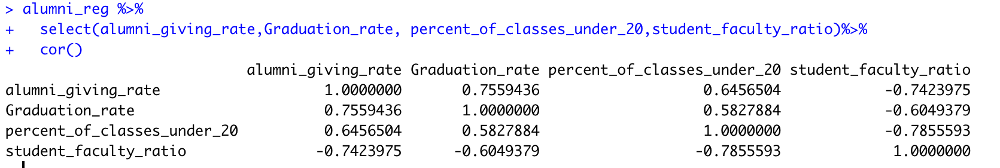 > alumni_reg %>%
+   select(alumni_giving_rate,Graduation_rate, percent_of_classes_under_20,student_faculty_ratio)%>%
+   cor()
                           alumni_giving_rate Graduation_rate percent_of_classes_under_20 student_faculty_ratio
alumni_giving_rate                  1.0000000       0.7559436                   0.6456504            -0.7423975
Graduation_rate                     0.7559436       1.0000000                   0.5827884            -0.6049379
percent_of_classes_under_20         0.6456504       0.5827884                   1.0000000            -0.7855593
student_faculty_ratio              -0.7423975      -0.6049379                  -0.7855593             1.0000000